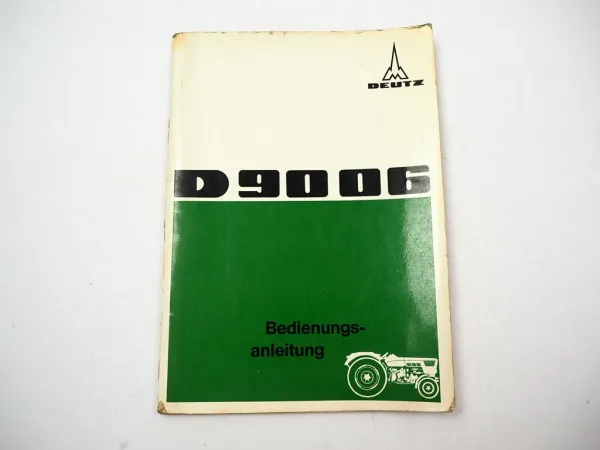 DEUTZ
D9006
Bedienungs-
anleitung